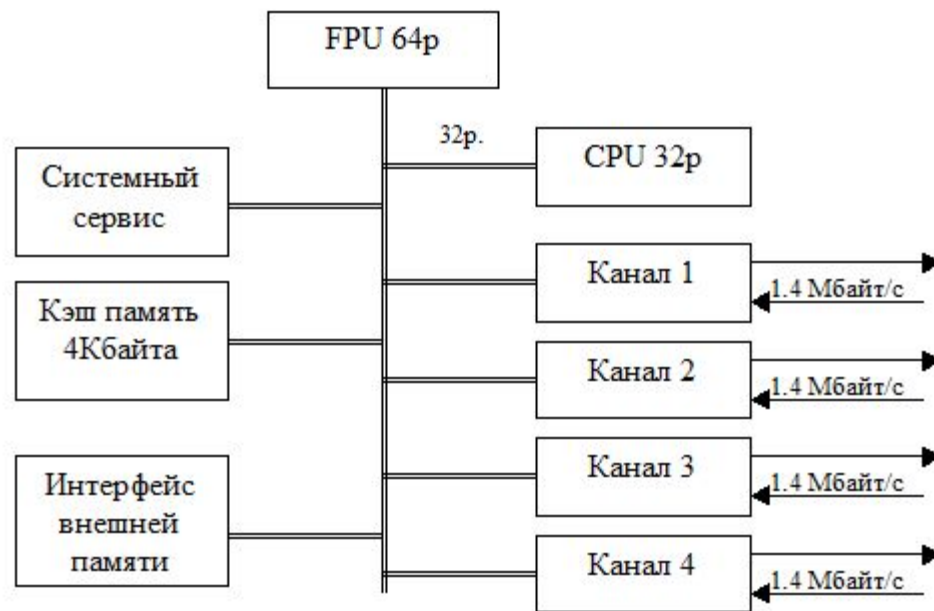 FPU 64р
32р.
CPU 32р
Системный
сервис
Канал 1
1.4 Мбайт/с
Кэш память
4Кбайта
Канал 2
1.4 Мбайт/с
Канал 3
1.4 Мбайт/с
Интерфейс
внешней
памяти
Канал 4
1.4 Мбайт/с